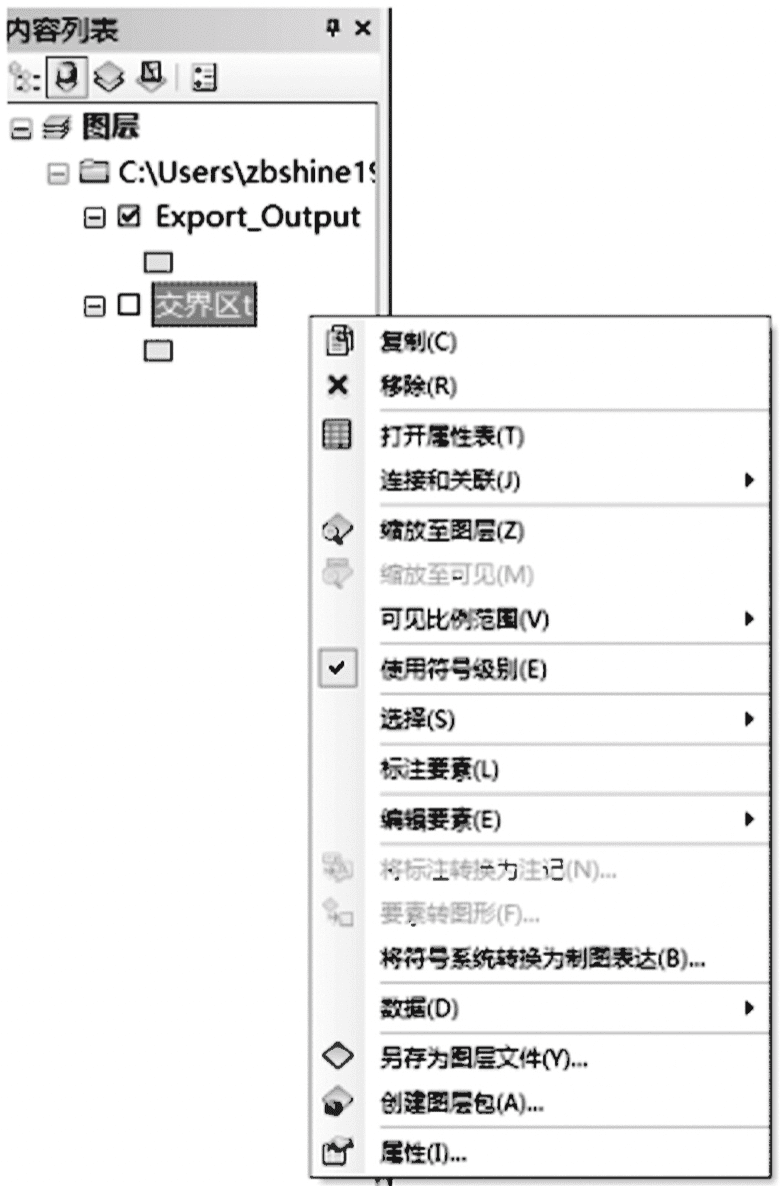 内容列表
图层
C:\Users\zbshine19
Export_Output
交界区t
复制(C)
移除(R)
打开属性表(T)
连接和关联(J)
缩放至图层(Z)
缩放至可见(M)
可见比例范围(V)
使用符号级别(E)
选择(S)
标注要素(L)
编辑要素(E)
将标注转换为注记(N)...
要素转图形(F)...
将符号系统转换为制图表达(B)...
数据(D)
另存为图层文件(Y)...
创建图层包(A)...
属性(I)...